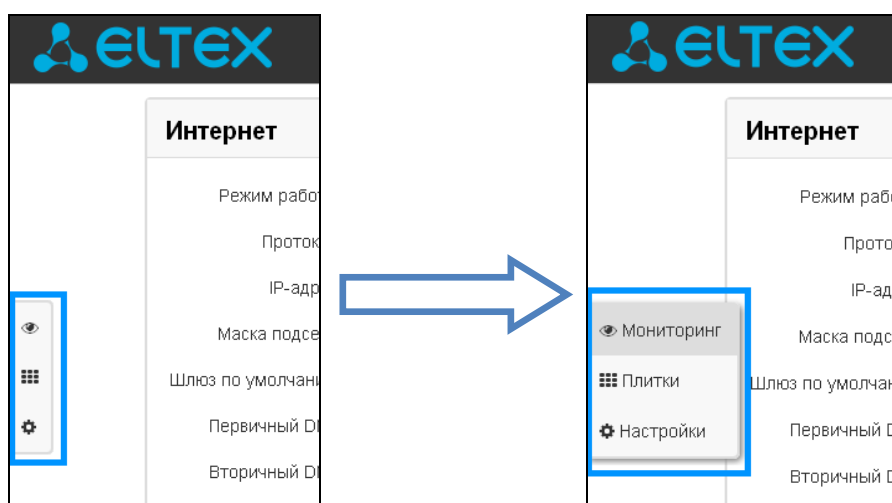 ELTEX
Интернет
Режим рабо
Проток
IP-адр
Маска подсе
Шлюз по умолчани
Первичный D
Вторичный D
ELTEX
Интернет
Режим раб
Прото
IP-ад
Мониторинг
Маска подс
Плитки
Шлюз по умолчан
Настройки
Первичный D
Вторичный D